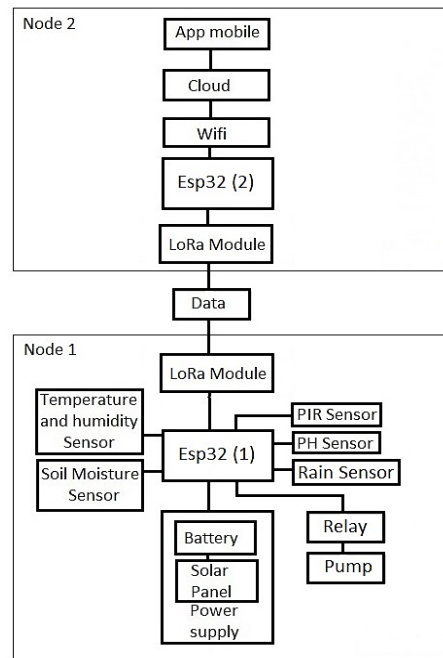 Node 2
App mobile
Cloud
Wifi
Esp32 (2)
LoRa Module
Data
Node 1
LoRa Module
Temperature
and humidity
Sensor
Soil Moisture
Sensor
Esp32 (1)
PIR Sensor
PH Sensor
Rain Sensor
Battery
Solar
Panel
Power
supply
Relay
Pump